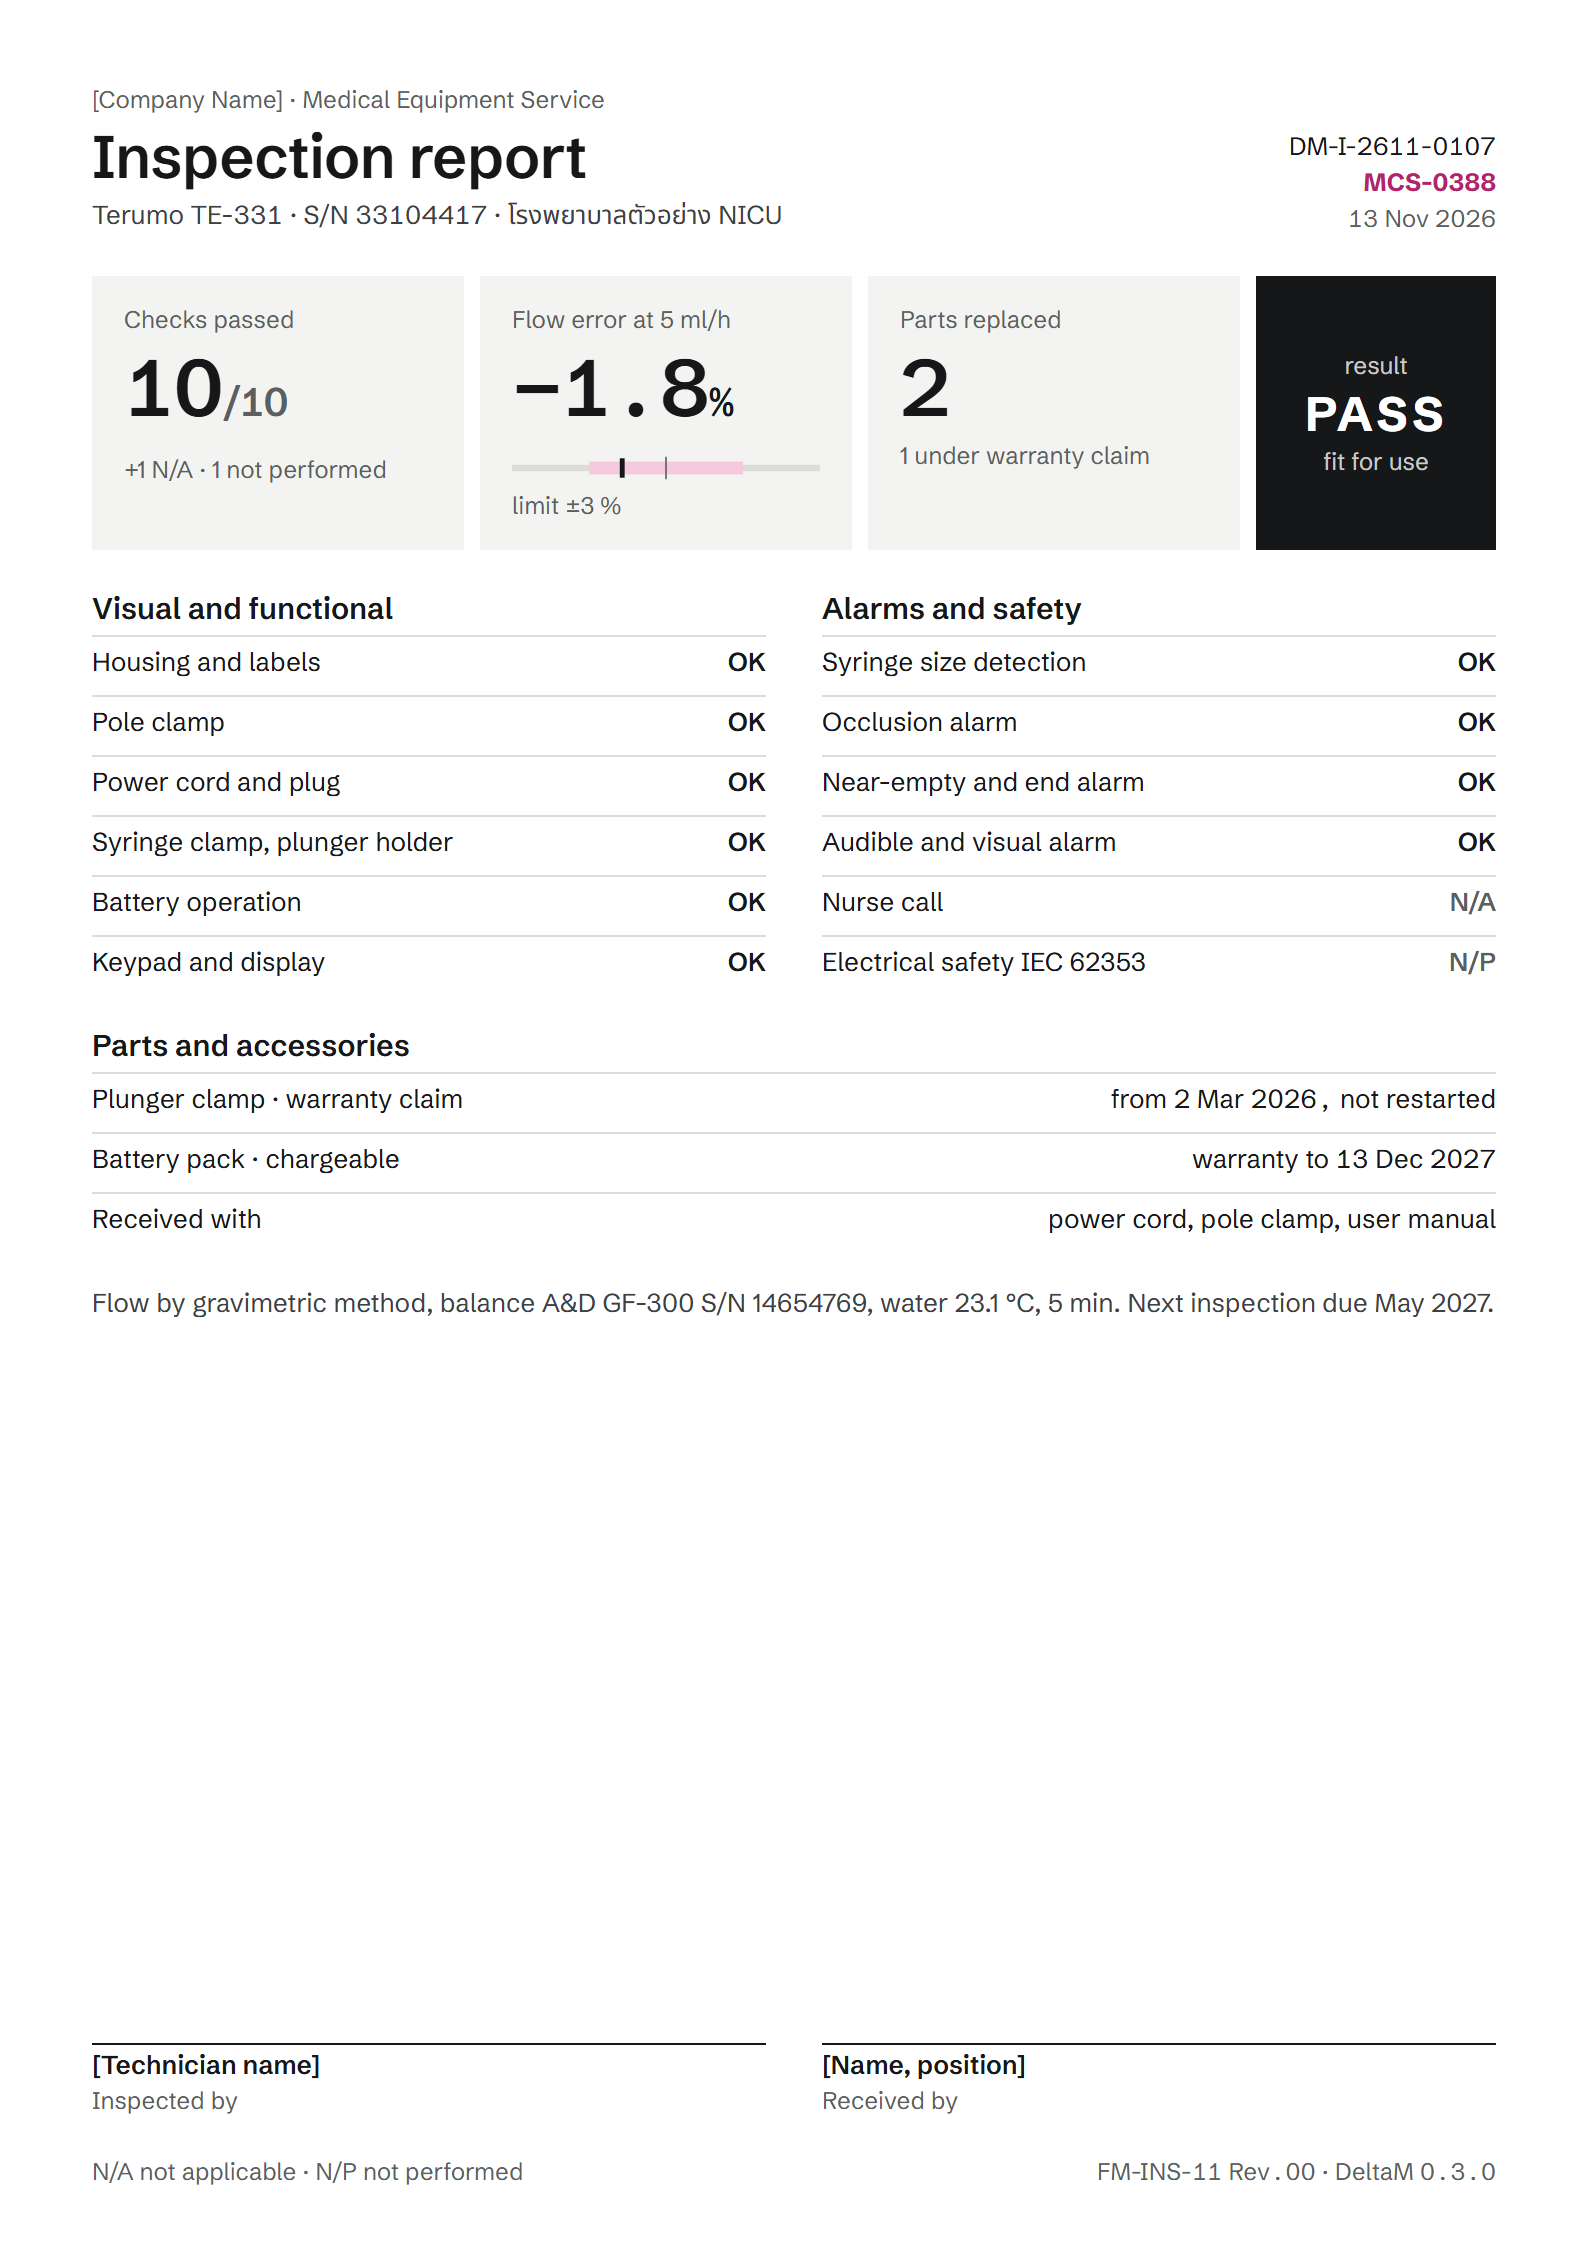 [Company Name] · Medical Equipment Service
Inspection report
Terumo TE-331 · S/N 33104417 · โรงพยาบาลตัวอย่าง NICU
DM-I-2611-0107
MCS-0388
13 Nov 2026
Checks passed
10/10
+1 N/A · 1 not performed
Flow error at 5 ml/h
−1.8%
limit ±3 %
Parts replaced
2
1 under warranty claim
result
PASS
fit for use
Visual and functional
Housing and labels OK
Pole clamp OK
Power cord and plug OK
Syringe clamp, plunger holder OK
Battery operation OK
Keypad and display OK
Alarms and safety
Syringe size detection OK
Occlusion alarm OK
Near-empty and end alarm OK
Audible and visual alarm OK
Nurse call N/A
Electrical safety IEC 62353 N/P
Parts and accessories
Plunger clamp · warranty claim from 2 Mar 2026, not restarted
Battery pack · chargeable warranty to 13 Dec 2027
Received with power cord, pole clamp, user manual
Flow by gravimetric method, balance A&D GF-300 S/N 14654769, water 23.1 °C, 5 min. Next inspection due May 2027.
[Technician name]
Inspected by
[Name, position]
Received by
N/A not applicable · N/P not performed
FM-INS-11 Rev.00 · DeltaM 0.3.0